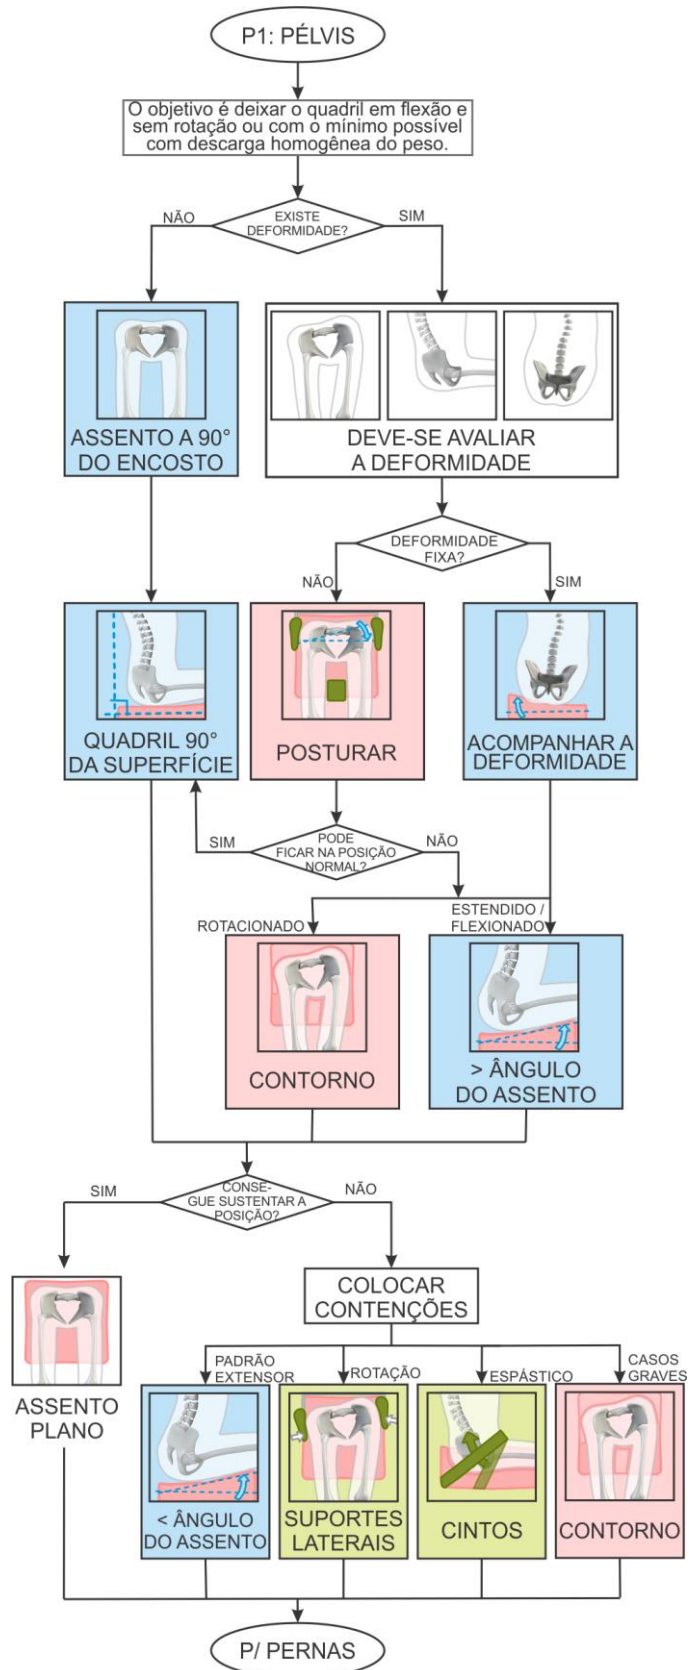 P1: PÉLVIS
O objetivo é deixar o quadril em flexão e
sem rotação ou com o mínimo possível
com descarga homogênea do peso.
NÃO
EXISTE
DEFORMIDADE?
SIM
ASSENTO A 90°
DO ENCOSTO
DEVE-SE AVALIAR
A DEFORMIDADE
DEFORMIDADE
FIXA?
NÃO
SIM
QUADRIL 90°
DA SUPERFÍCIE
POSTURAR
ACOMPANHAR A
DEFORMIDADE
SIM
PODE
FICAR NA POSIÇÃO
NORMAL?
NÃO
ROTACIONADO
ESTENDIDO /
FLEXIONADO
CONTORNO
> ÂNGULO
DO ASSENTO
SIM
CONSE-
GUE SUSTENTAR A
POSIÇÃO?
NÃO
COLOCAR
CONTENÇÕES
ASSENTO
PLANO
PADRÃO
EXTENSOR
ROTAÇÃO
ESPÁSTICO
CASOS
GRAVES
< ÂNGULO
DO ASSENTO
SUPORTES
LATERAIS
CINTOS
CONTORNO
P/ PERNAS